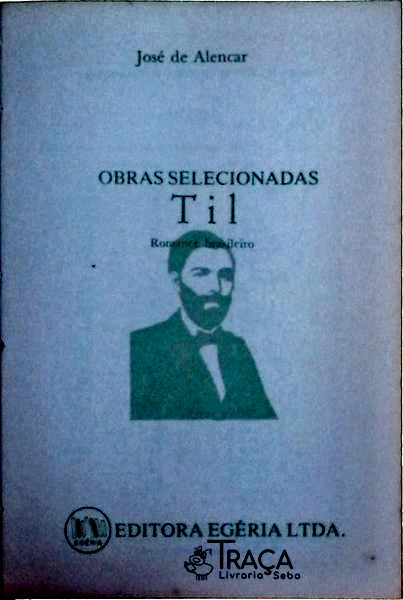 José de Alencar
OBRAS SELECIONADAS
Til
Romance brasileiro
EDITORA EGÉRIA LTDA.
TRAÇA
Livraria Sebo